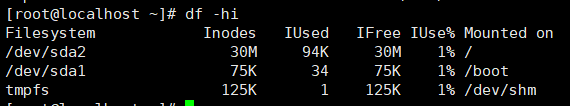 [root@localhost ~]# df -hi
Filesystem Inodes IUsed IFree IUse% Mounted on
/dev/sda2 30M 94K 30M 1% /
/dev/sda1 75K 34 75K 1% /boot
tmpfs 125K 1 125K 1% /dev/shm
[root@localhost ~]#